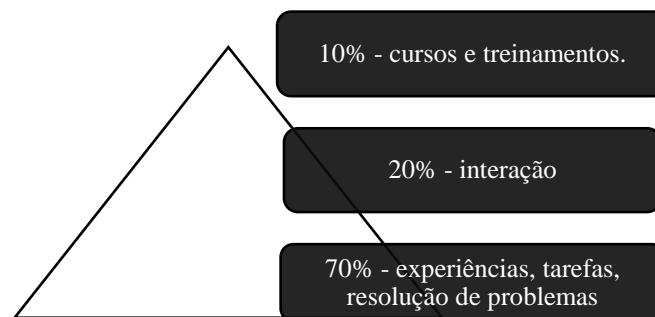 10% - cursos e treinamentos.
20% - interação
70% - experiências, tarefas,
resolução de problemas